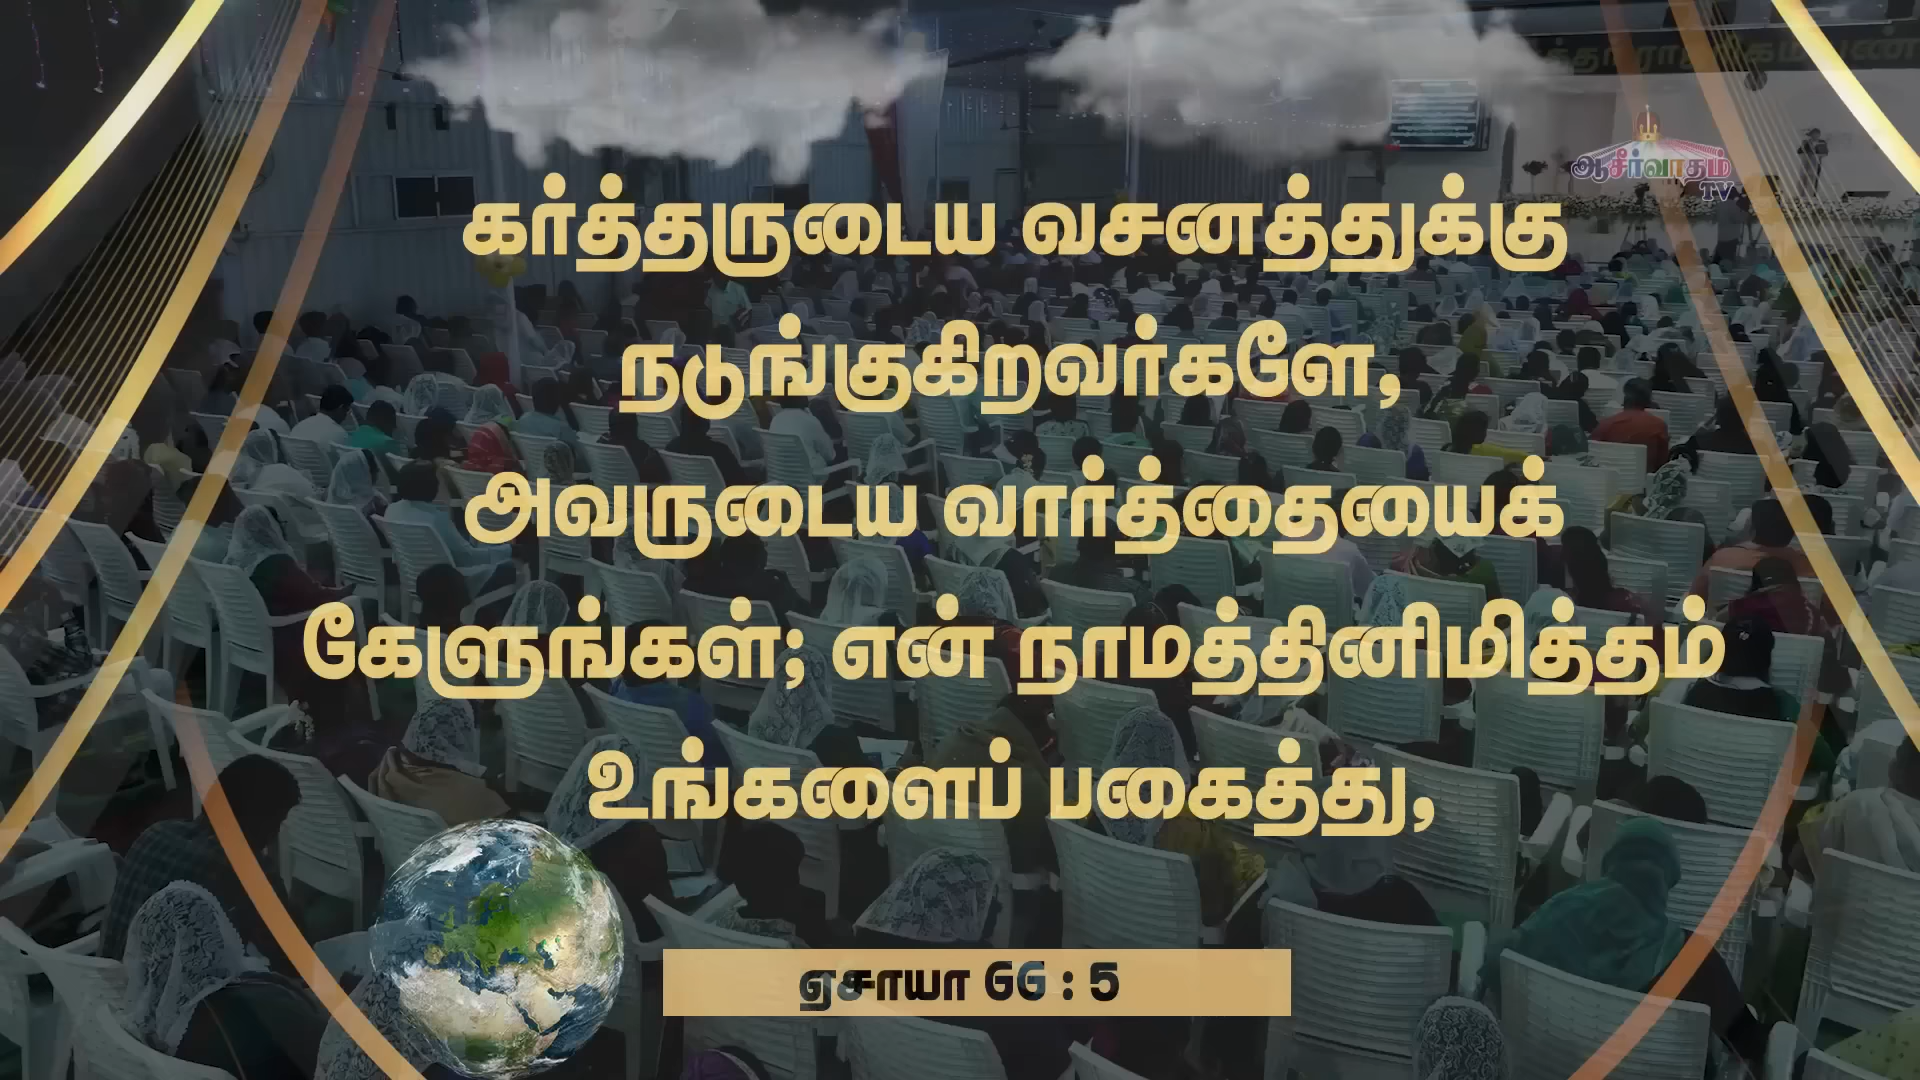 ஆசீர்வாதம்
TV
கர்த்தருடைய வசனத்துக்கு
நடுங்குகிறவர்களே,
அவருடைய வார்த்தையைக்
கேளுங்கள்; என் நாமத்தினிமித்தம்
உங்களைப் பகைத்து,
ஏசாயா 66 : 5